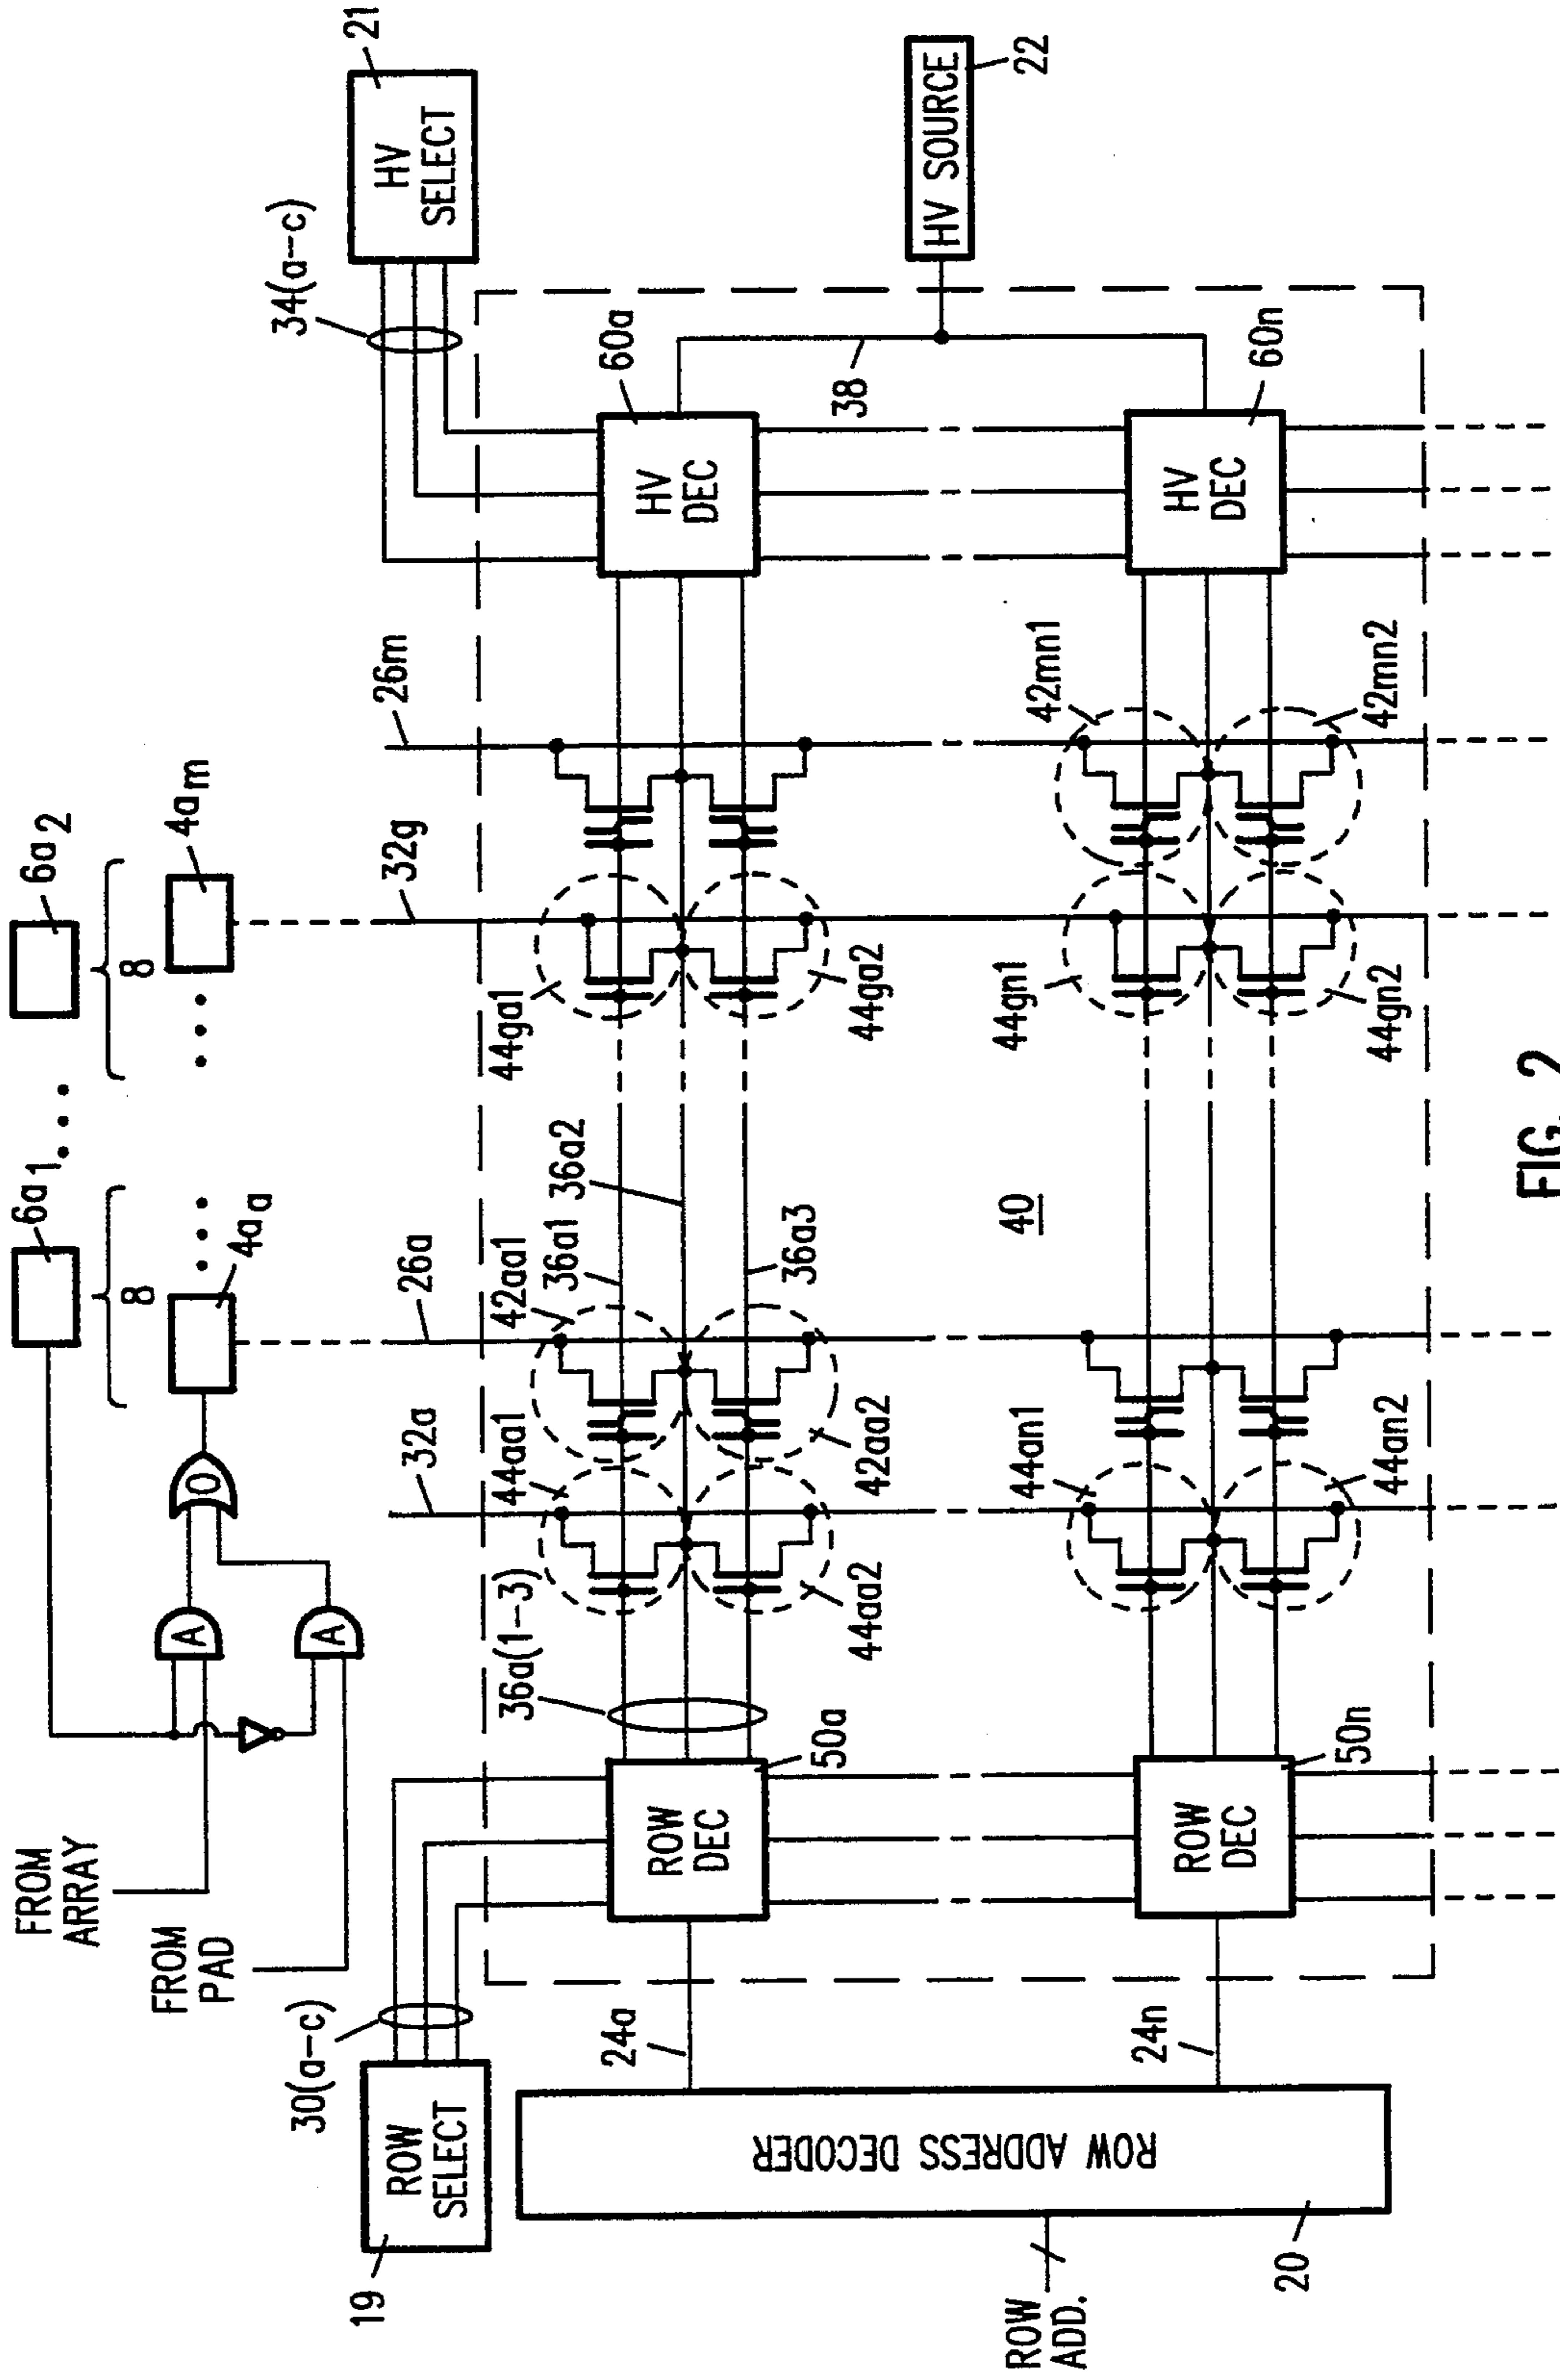 6a1
6a2
8
8
4aa
4am
FROM
ARRAY
FROM
PAD
A
A
O
30(a-c)
ROW
SELECT
19
32a
26a
32g
26m
34(a-c)
HV
SELECT
21
36a(1-3)
44aa1
42aa1
36a1
36a2
44ga1
60a
ROW
DEC
50a
44aa2
42aa2
36a3
44ga2
HV
DEC
38
HV SOURCE
22
24a
ROW ADDRESS DECODER
40
ROW
ADD.
20
24n
ROW
DEC
50n
44an1
44an2
44gn1
44gn2
42mn1
42mn2
HV
DEC
60n
FIG. 2